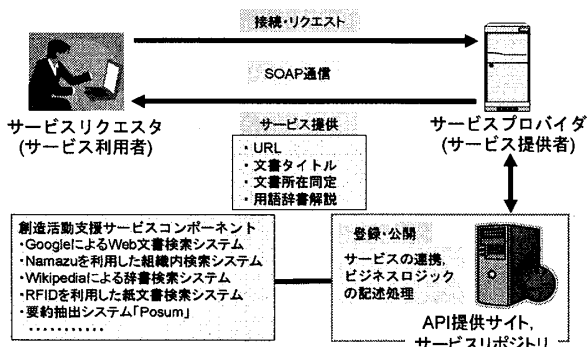 接続・リクエスト
SOAP通信
サービスリクエスタ
(サービス利用者)
サービスプロバイダ
(サービス提供者)
サービス提供
・URL
・文書タイトル
・文書所在同定
・用語辞書解説
創造活動支援サービスコンポーネント
・GoogleによるWeb文書検索システム
・Namazuを利用した組織内検索システム
・Wikipediaによる辞書検索システム
・RFIDを利用した紙文書検索システム
・要約抽出システム「Posum」
・・・・・・・・・・・
登録・公開
サービスの連携,
ビジネスロジック
の記述処理
API提供サイト,
サービスリポジトリ